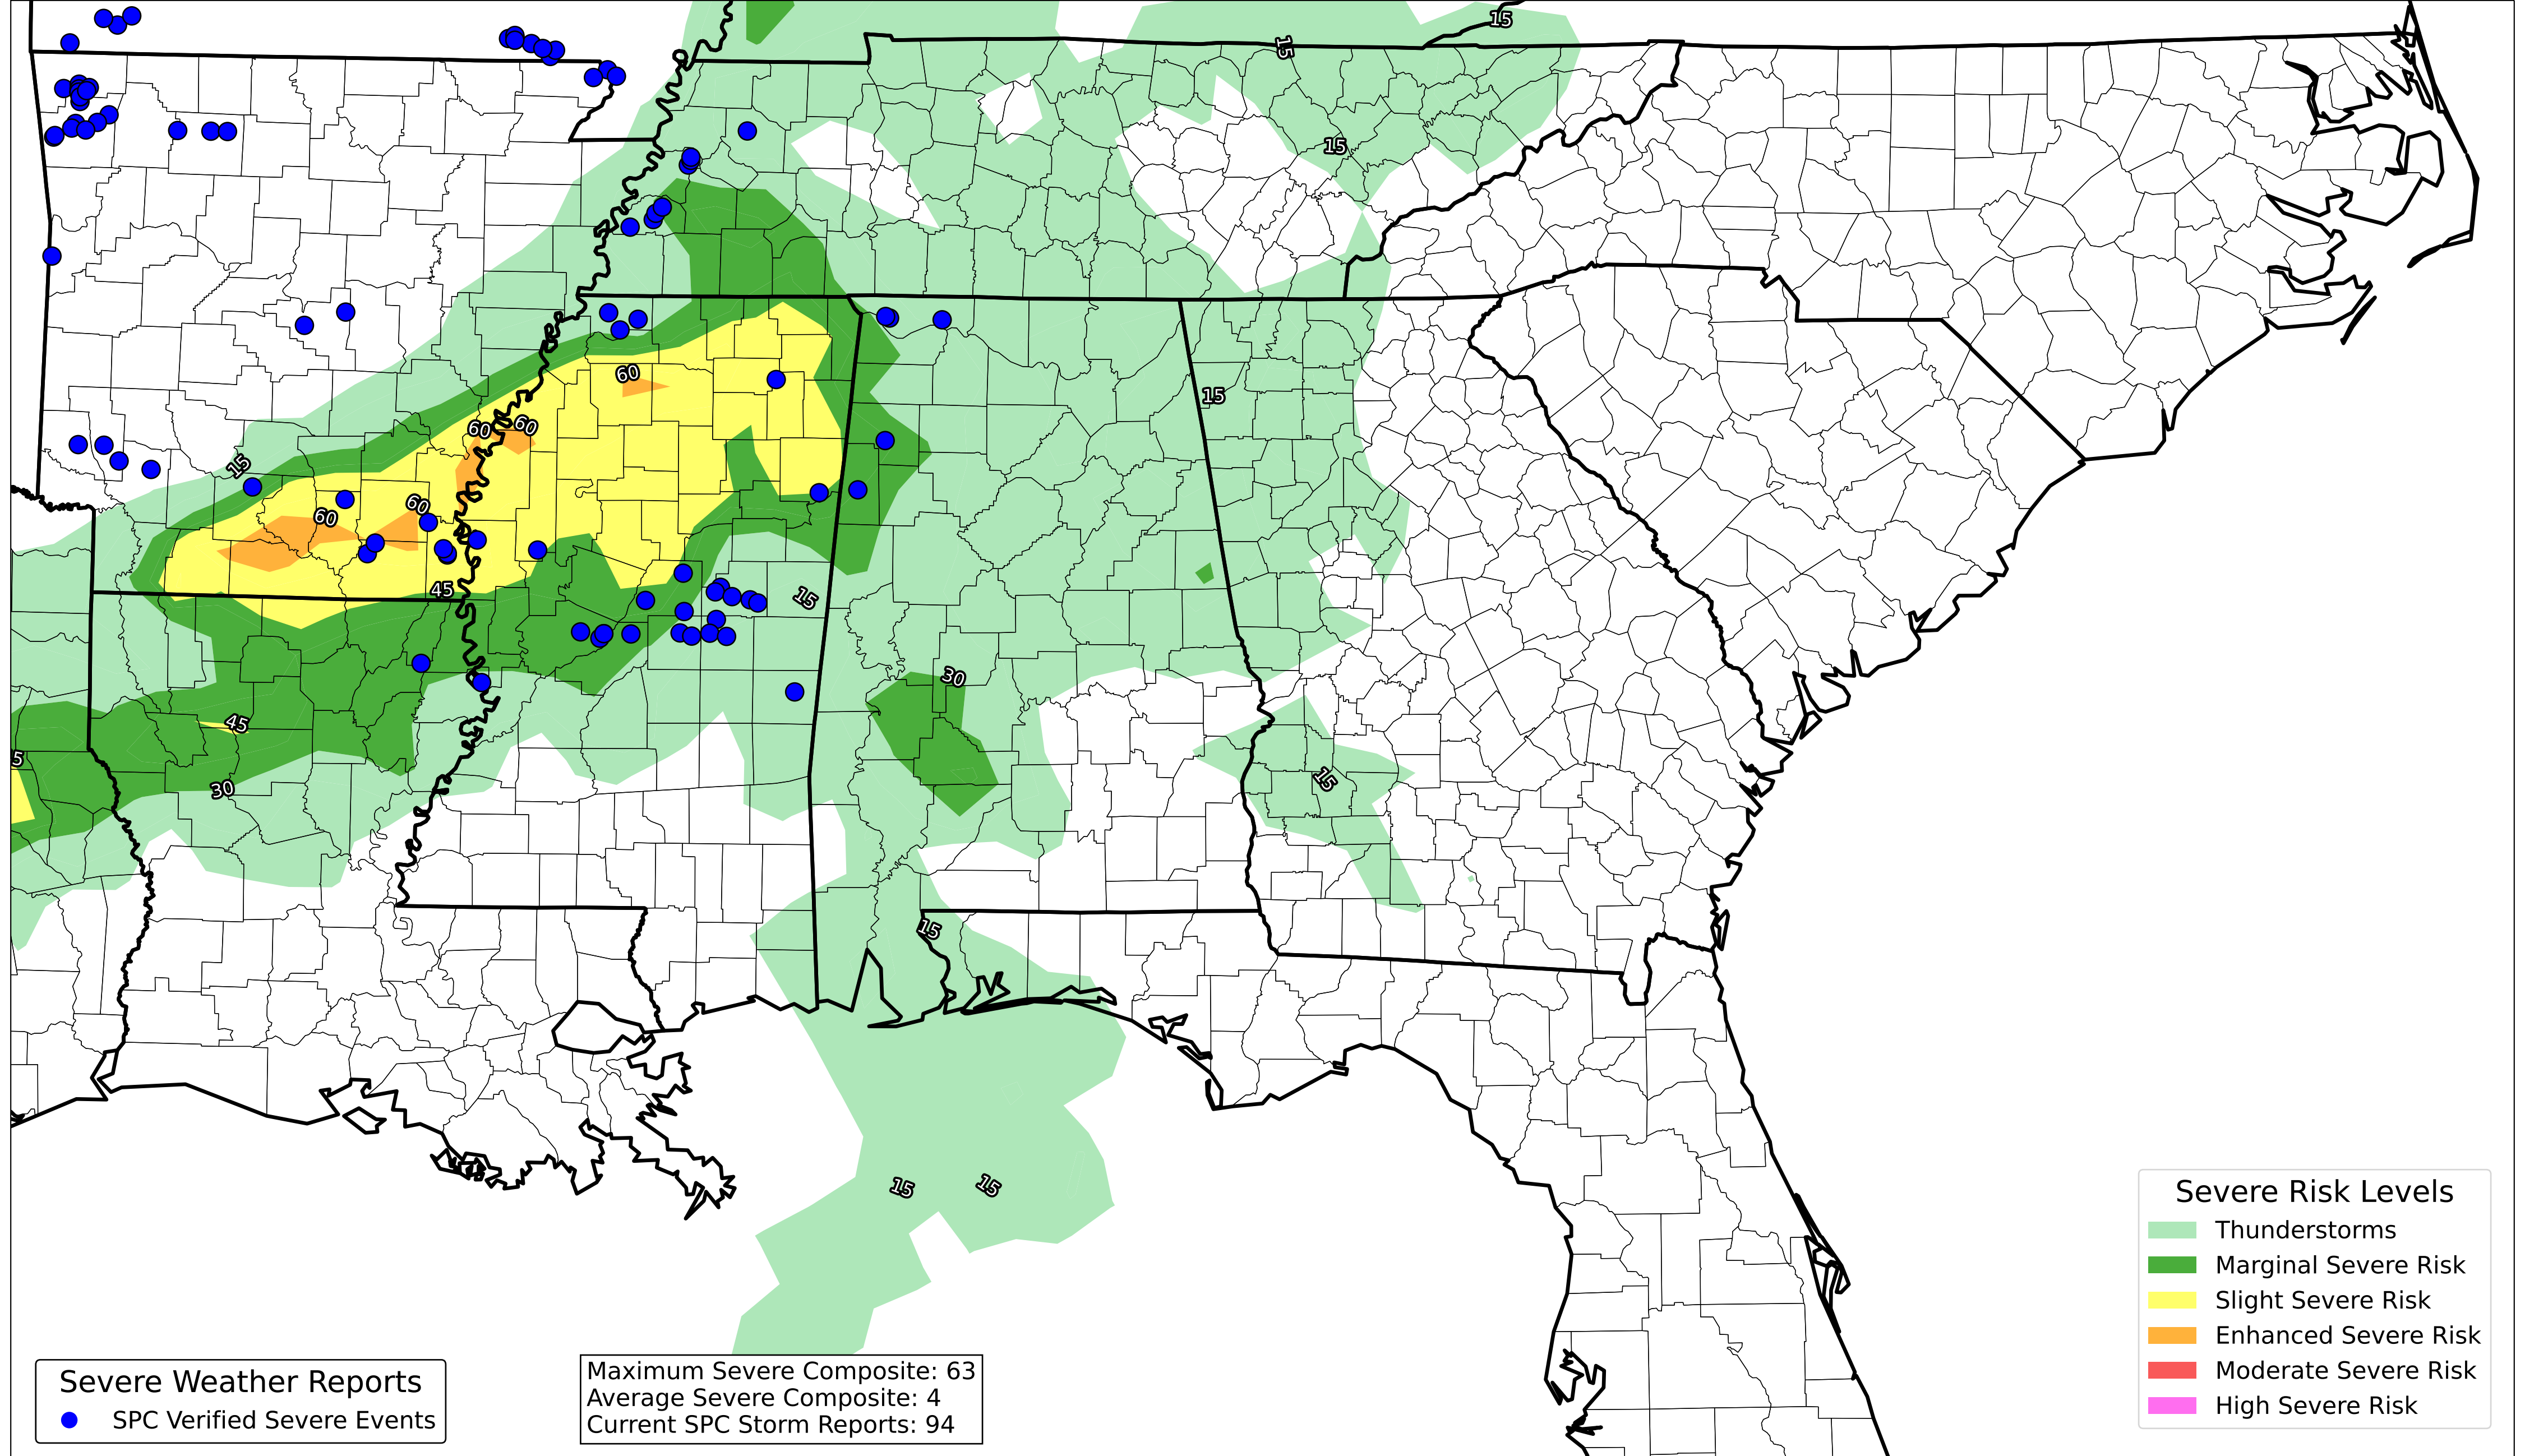 15
15
15
60
15
60
60
15
60
60
45
15
30
45
5
15
30
15
15
15
Severe Risk Levels
Thunderstorms
Marginal Severe Risk
Slight Severe Risk
Enhanced Severe Risk
Moderate Severe Risk
High Severe Risk
Maximum Severe Composite: 63
Average Severe Composite: 4
Current SPC Storm Reports: 94
Severe Weather Reports
SPC Verified Severe Events